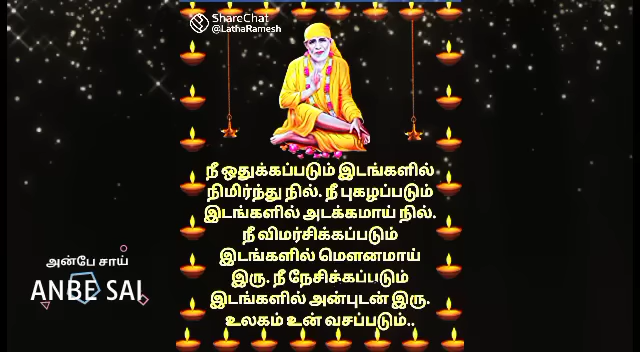 ShareChat
@LathaRamesh
நீ ஒதுக்கப்படும் இடங்களில்
நிமிர்ந்து நில். நீ புகழப்படும்
இடங்களில் அடக்கமாய் நில்.
நீ விமர்சிக்கப்படும்
இடங்களில் மௌனமாய்
இரு. நீ நேசிக்கப்படும்
இடங்களில் அன்புடன் இரு.
உலகம் உன் வசப்படும்..
அன்பே சாய்
ANBE SAI